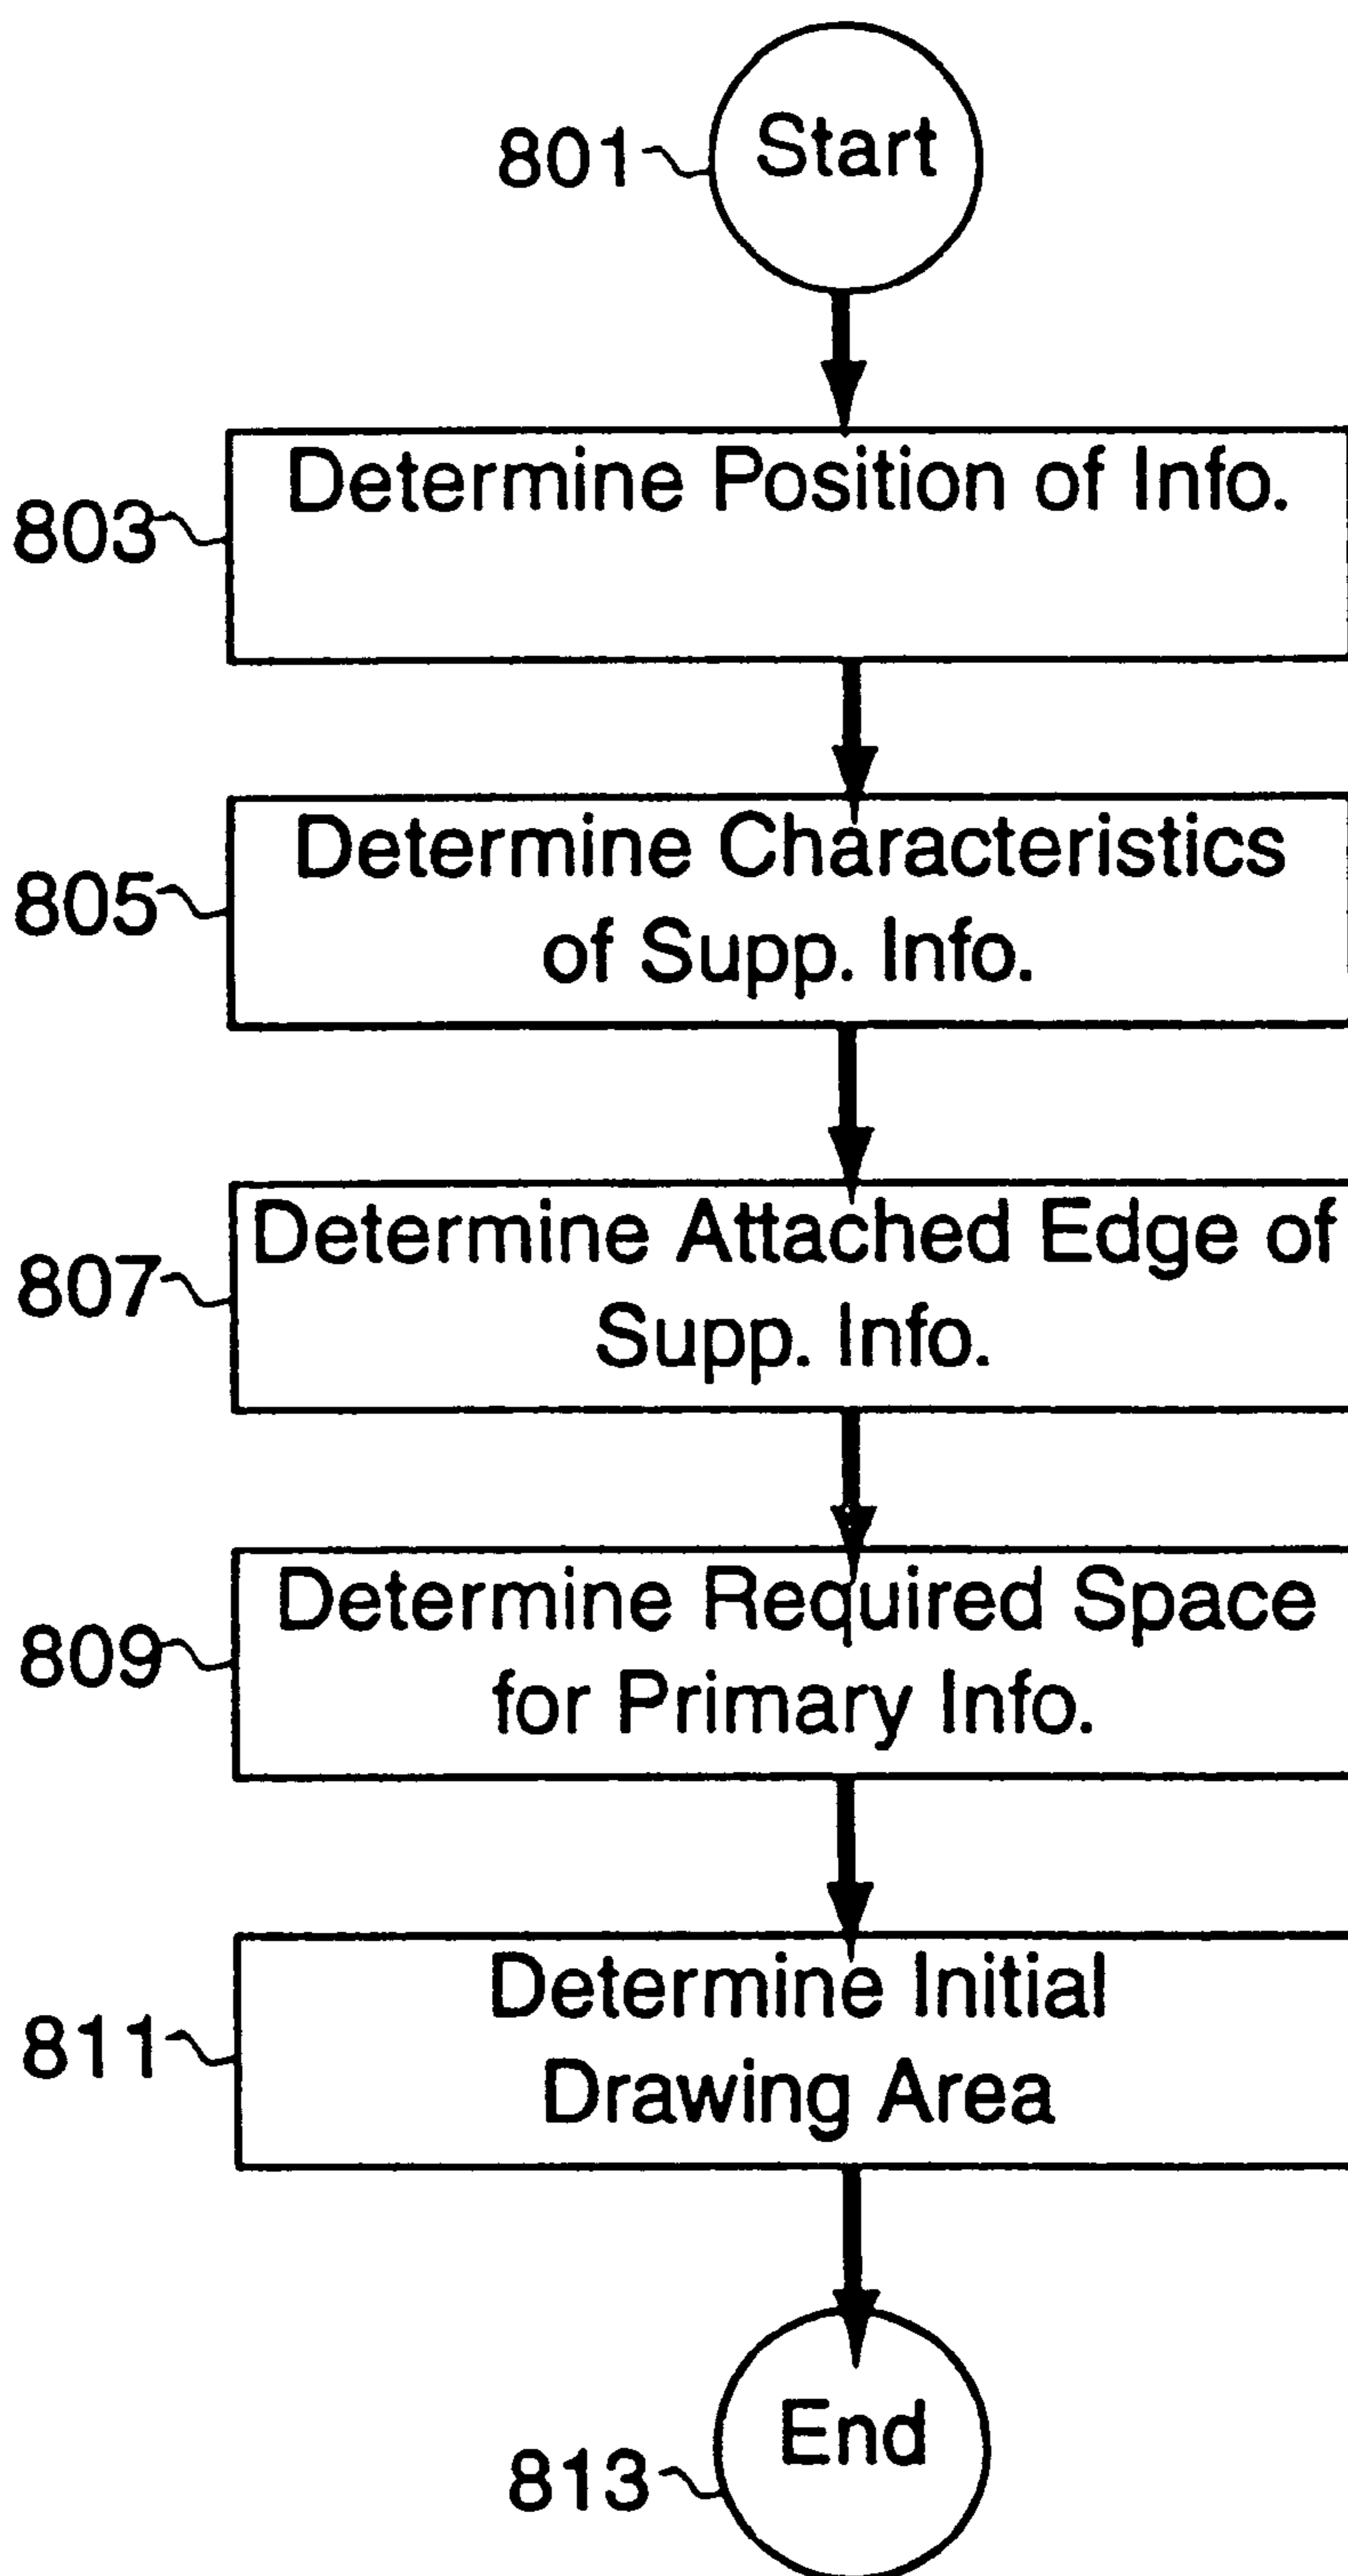 801
Start
803
Determine Position of Info.
805
Determine Characteristics
of Supp. Info.
807
Determine Attached Edge of
Supp. Info.
809
Determine Required Space
for Primary Info.
811
Determine Initial
Drawing Area
End
813